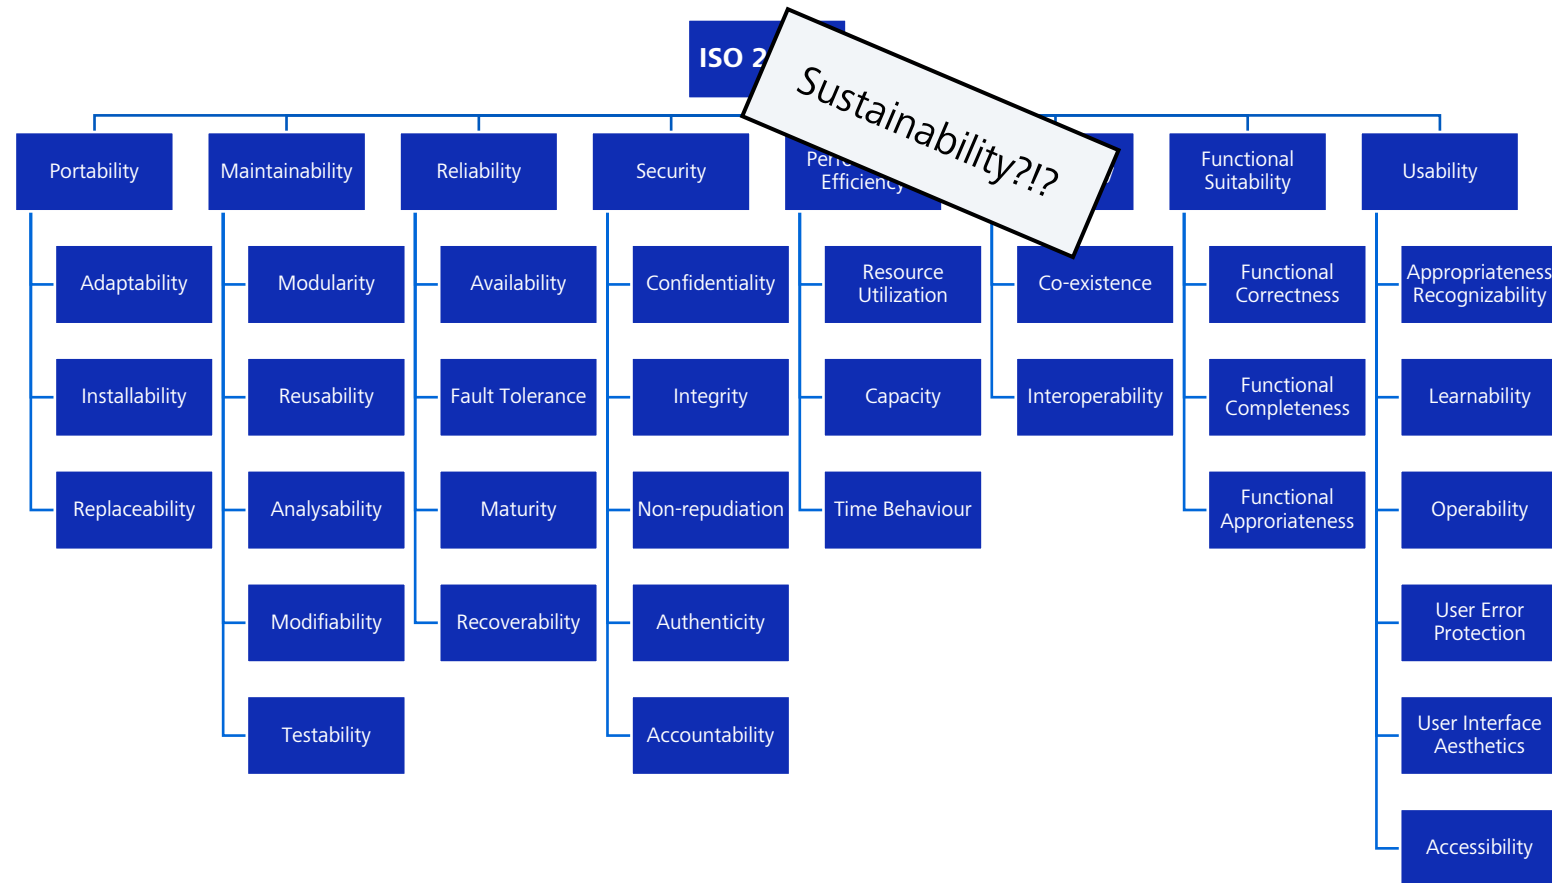 ISO 2
Sustainability?!?
Portability
Maintainability
Reliability
Security
Efficiency
Functional
Suitability
Usability
Adaptability
Modularity
Availability
Confidentiality
Resource
Utilization
Co-existence
Functional
Correctness
Appropriateness
Recognizability
Installability
Reusability
Fault Tolerance
Integrity
Capacity
Interoperability
Functional
Completeness
Learnability
Replaceability
Analysability
Maturity
Non-repudiation
Time Behaviour
Functional
Approriateness
Operability
Modifiability
Recoverability
Authenticity
User Error
Protection
Testability
Accountability
User Interface
Aesthetics
Accessibility